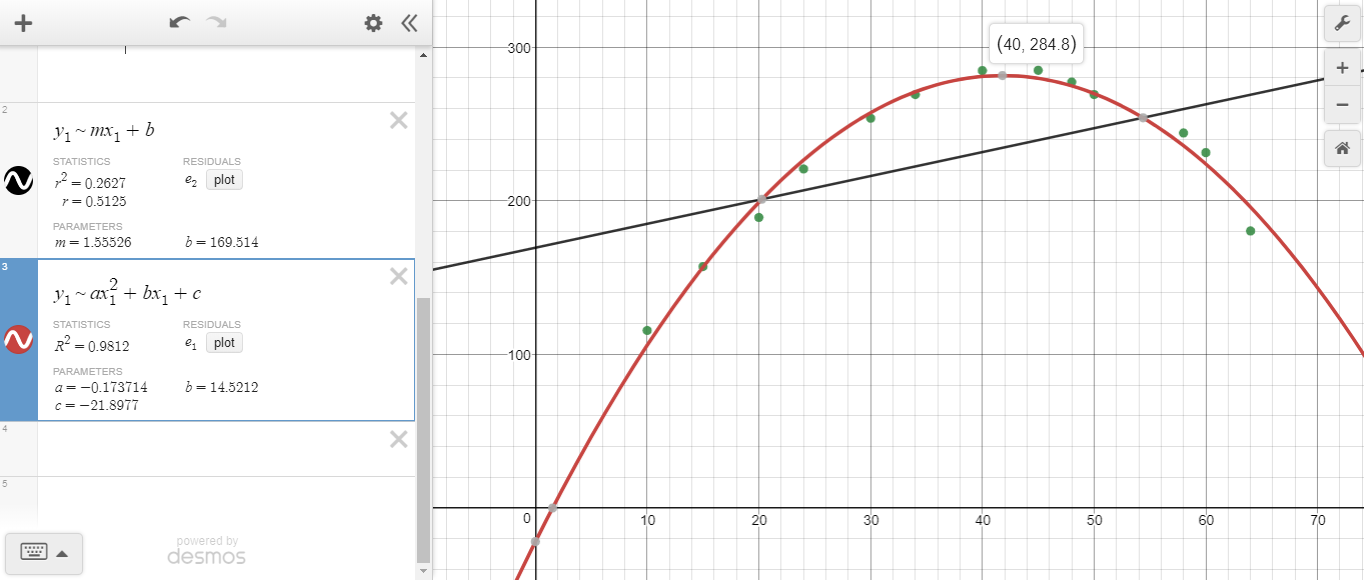 2
y₁ ~ mx₁ + b
STATISTICS RESIDUALS
r² = 0.2627 e₂ plot
r = 0.5125
PARAMETERS
m = 1.55526 b = 169.514
3
y₁ ~ ax₁² + bx₁ + c
STATISTICS RESIDUALS
R² = 0.9812 e₁ plot
PARAMETERS
a = −0.173714 b = 14.5212
c = −21.8977
4
5
powered by
desmos
(40, 284.8)
300
200
100
0 10 20 30 40 50 60 70